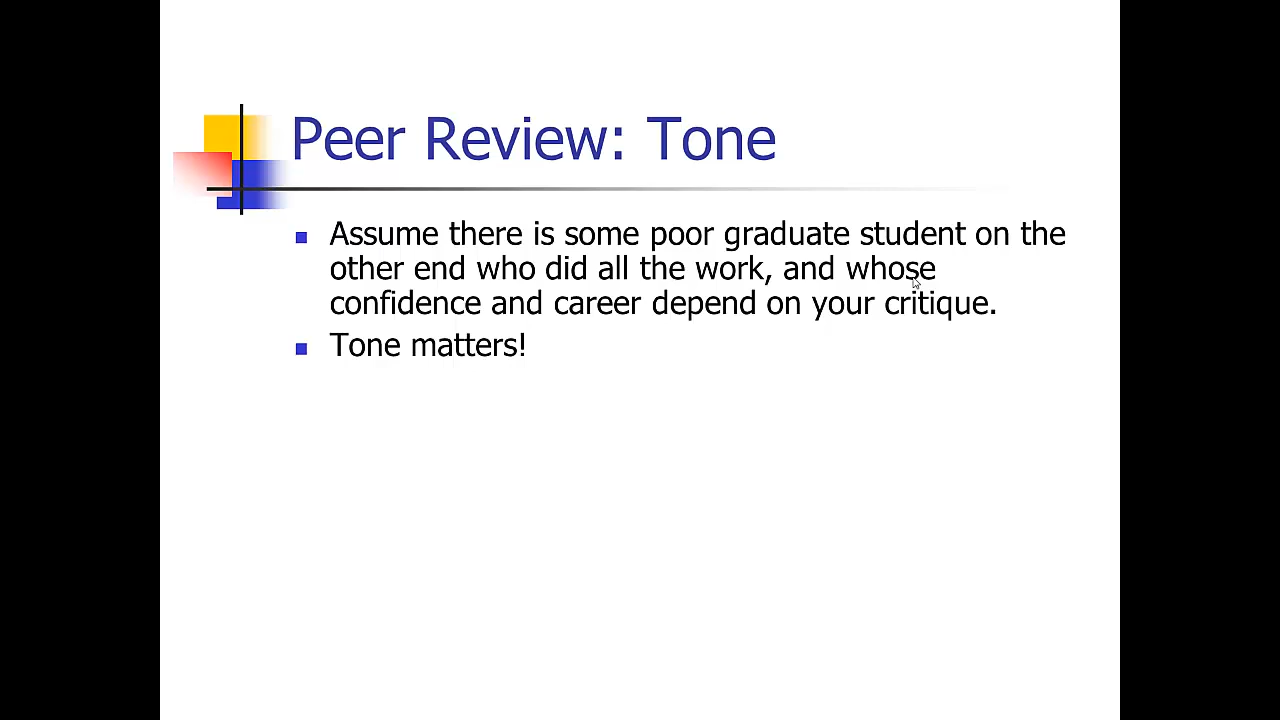 Peer Review: Tone
Assume there is some poor graduate student on the
other end who did all the work, and whose
confidence and career depend on your critique.
Tone matters!